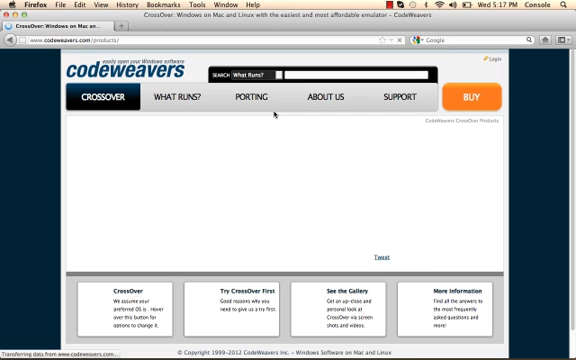 Firefox File Edit View History Bookmarks Tools Window Help Wed 5:17 PM Console
CrossOver: Windows on Mac and Linux with the easiest and most affordable emulator - CodeWeavers
CrossOver: Windows on Mac and Lin...
www.codeweavers.com/products/
Google
easily open your Windows software
codeweavers
SEARCH What Runs?
Login
CROSSOVER WHAT RUNS? PORTING ABOUT US SUPPORT BUY
CodeWeavers CrossOver Products
Tweet
CrossOver
We assume your
preferred OS is . Hover
over this button for
options to change it.
Try CrossOver First
Good reasons why you
need to give us a try first.
See the Gallery
Get an up-close and
personal look at
CrossOver via screen
shots and videos.
More Information
Find all the answers to
the most frequently
asked questions and
more!
Transferring data from www.codeweavers.com...
© Copyright 1999-2012 CodeWeavers Inc. - Windows on Mac and Linux